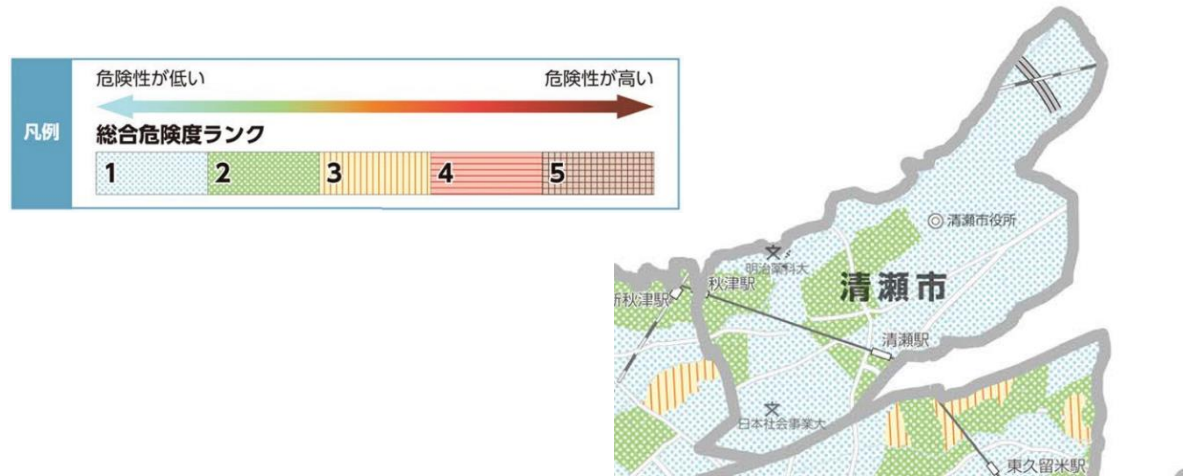 凡例
危険性が低い
危険性が高い
総合危険度ランク
1
2
3
4
5
清瀬市役所
明治薬科大
清瀬市
秋津駅
新秋津駅
清瀬駅
日本社会事業大
東久留米駅